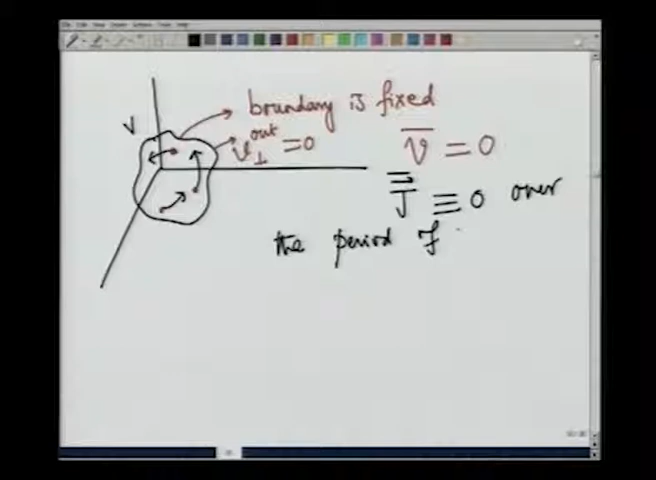 boundary is fixed
V
v⊥^out = 0
v̄ = 0
J̄ ≡ 0 over
the period of